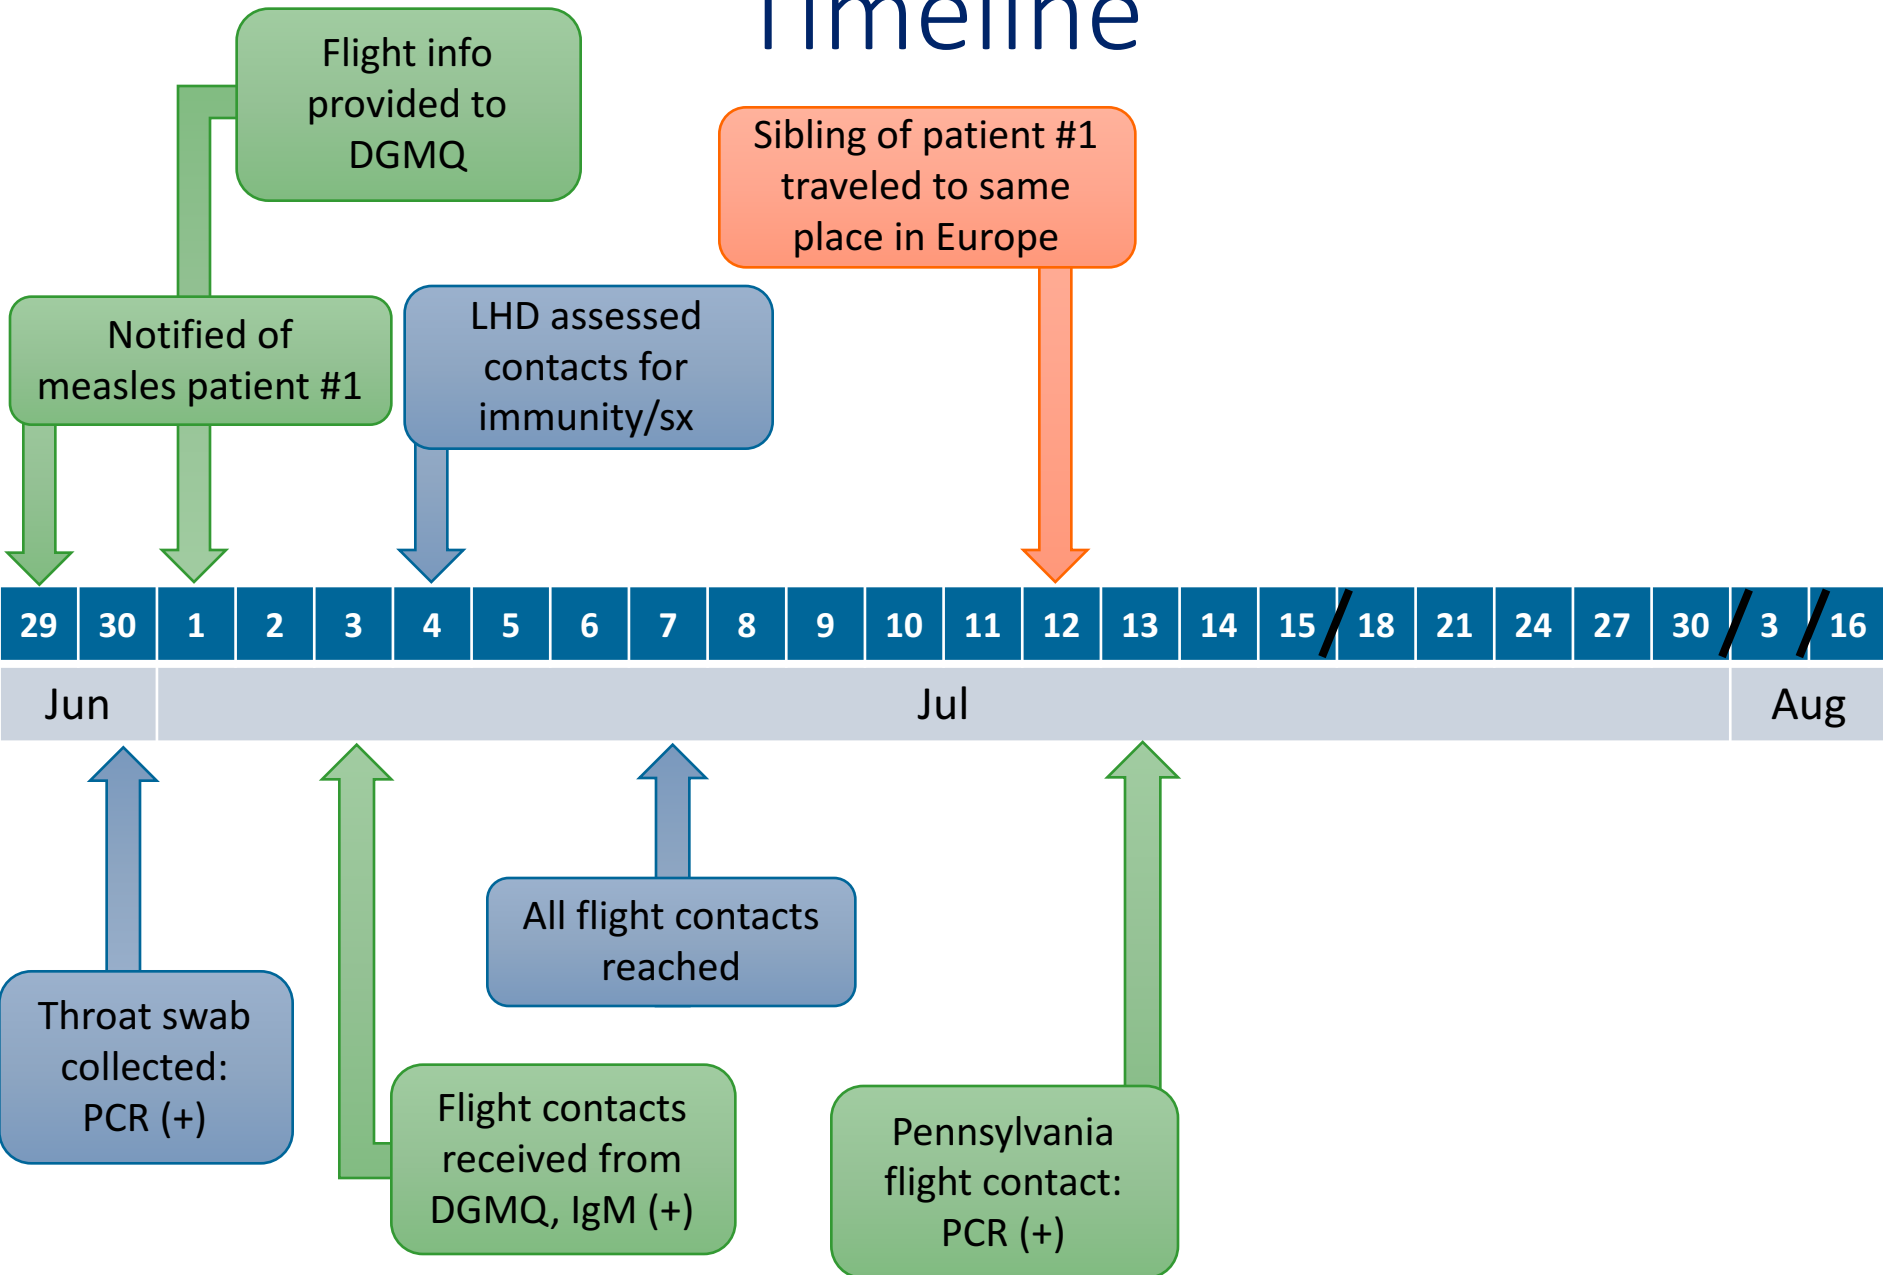 Timeline
Flight info
provided to
DGMQ
Sibling of patient #1
traveled to same
place in Europe
Notified of
measles patient #1
LHD assessed
contacts for
immunity/sx
29 30 1 2 3 4 5 6 7 8 9 10 11 12 13 14 15 18 21 24 27 30 3 16
Jun Jul Aug
All flight contacts
reached
Throat swab
collected:
PCR (+)
Flight contacts
received from
DGMQ, IgM (+)
Pennsylvania
flight contact:
PCR (+)